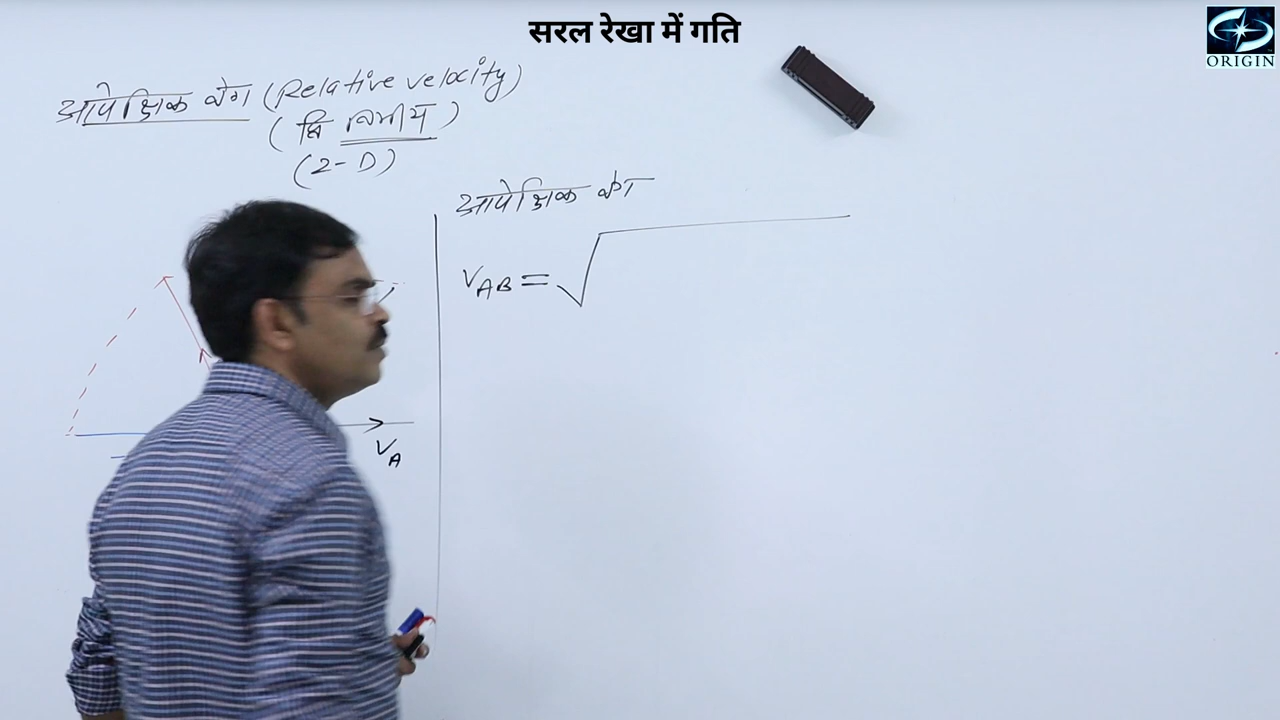 सरल रेखा में गति
ORIGIN
आपेक्षिक वेग (Relative velocity)
(द्वि विमीय)
(2-D)
आपेक्षिक वेग
V_AB = √
V_A